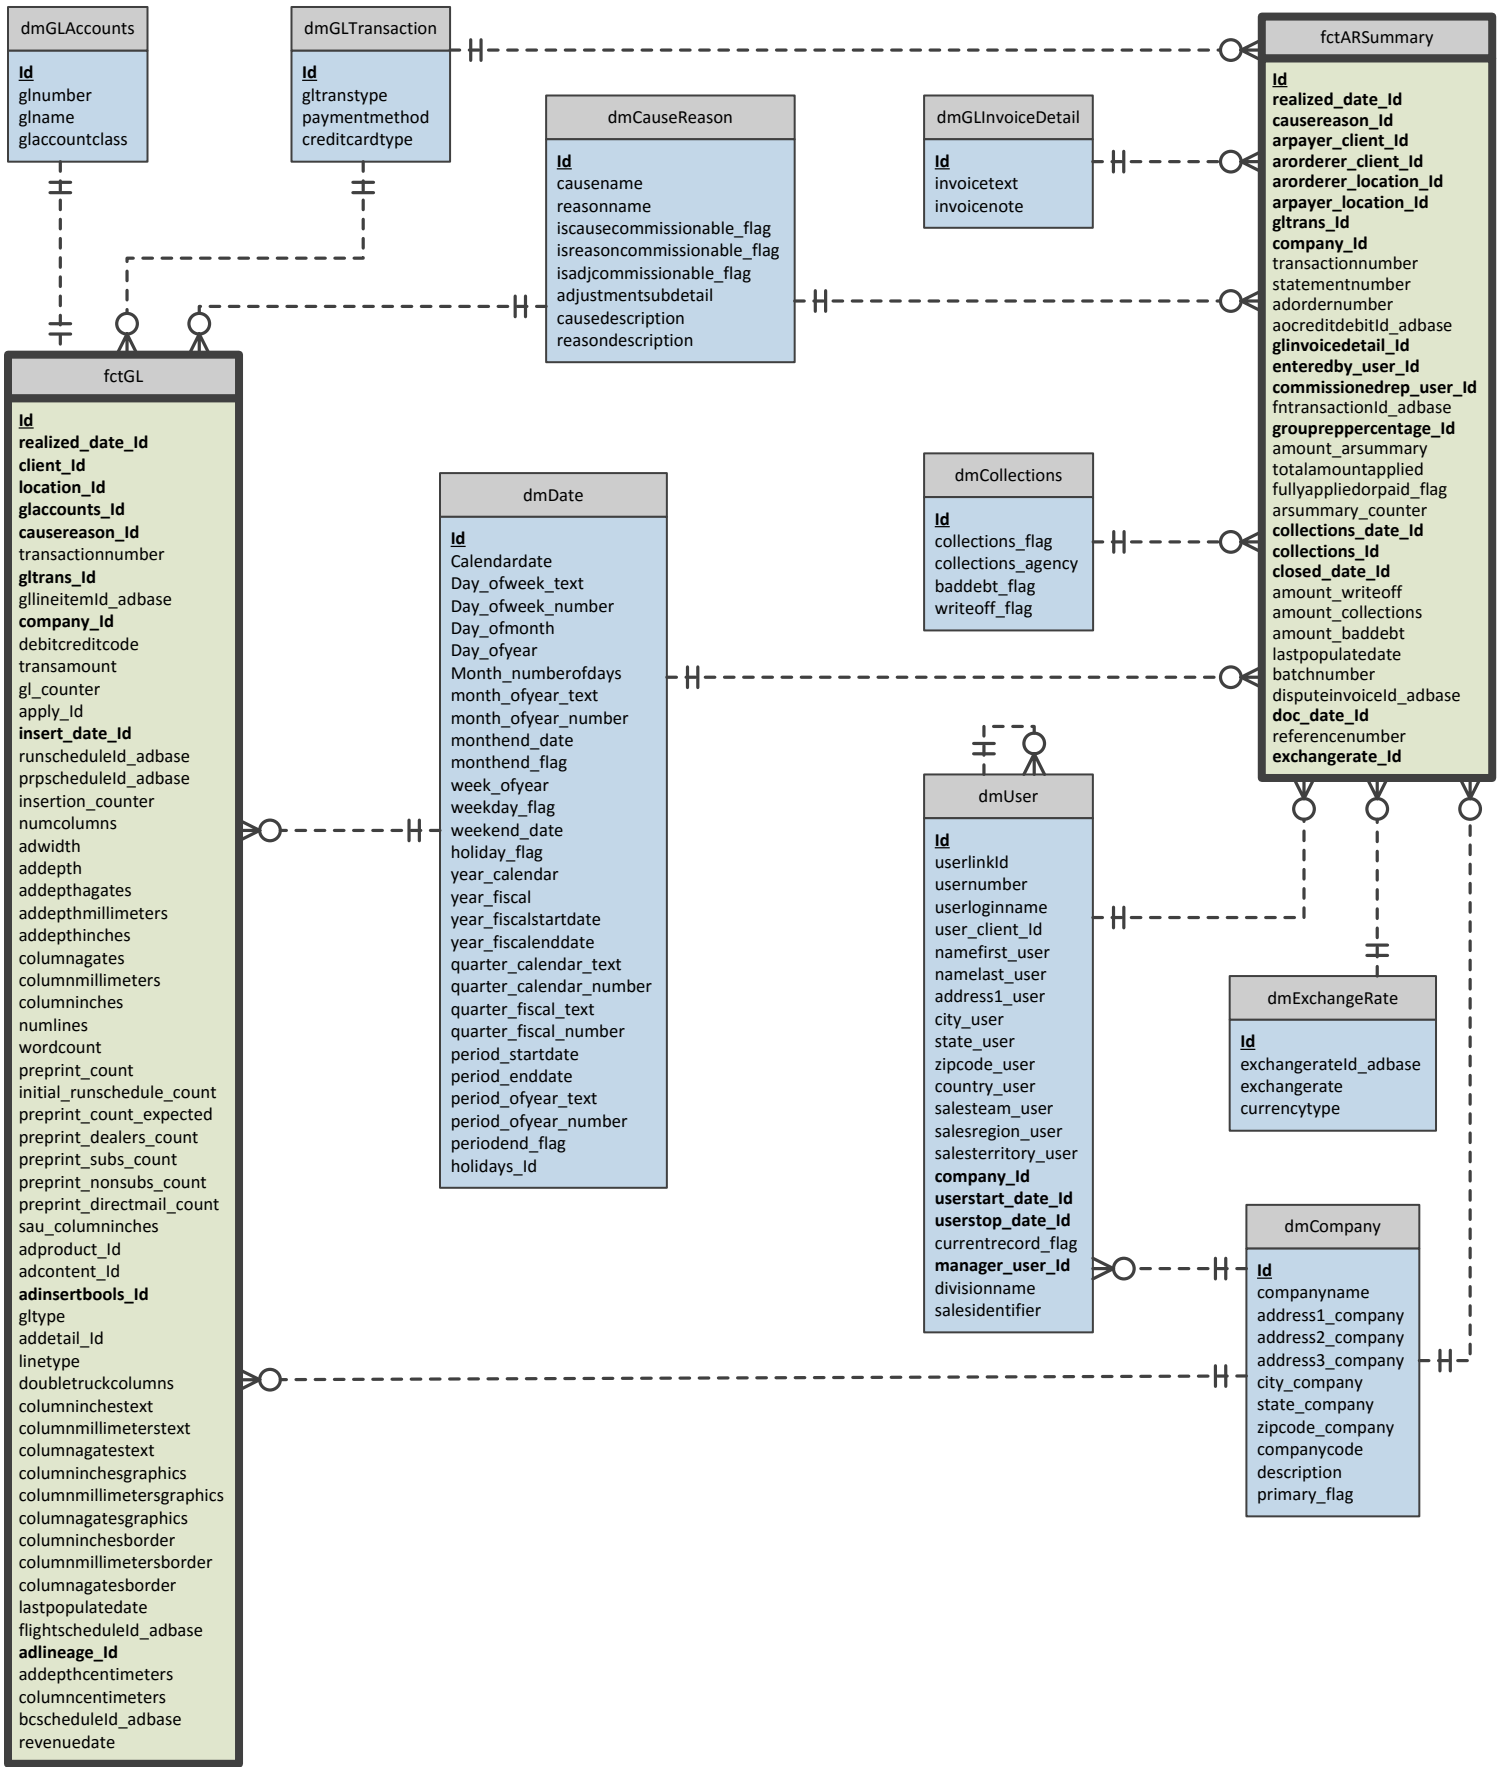 dmGLAccounts
Id
glnumber
glname
glaccountclass
dmGLTransaction
Id
gltranstype
paymentmethod
creditcardtype
dmCauseReason
Id
causename
reasonname
iscausecommissionable_flag
isreasoncommissionable_flag
isadjcommissionable_flag
adjustmentsubdetail
causedescription
reasondescription
dmGLInvoiceDetail
Id
invoicetext
invoicenote
fctARSummary
Id
realized_date_Id
causereason_Id
arpayer_client_Id
arorderer_client_Id
arorderer_location_Id
arpayer_location_Id
gltrans_Id
company_Id
transactionnumber
statementnumber
adordernumber
aocreditdebitId_adbase
glinvoicedetail_Id
enteredby_user_Id
commissionedrep_user_Id
fntransactionId_adbase
groupreppercentage_Id
amount_arsummary
totalamountapplied
fullyappliedorpaid_flag
arsummary_counter
collections_date_Id
collections_Id
closed_date_Id
amount_writeoff
amount_collections
amount_baddebt
lastpopulatedate
batchnumber
disputeinvoiceId_adbase
doc_date_Id
referencenumber
exchangerate_Id
fctGL
Id
realized_date_Id
client_Id
location_Id
glaccounts_Id
causereason_Id
transactionnumber
gltrans_Id
gllineitemId_adbase
company_Id
debitcreditcode
transamount
gl_counter
apply_Id
insert_date_Id
runscheduleId_adbase
prpscheduleId_adbase
insertion_counter
numcolumns
adwidth
addepth
addepthagates
addepthmillimeters
addepthinches
columnagates
columnmillimeters
columninches
numlines
wordcount
preprint_count
initial_runschedule_count
preprint_count_expected
preprint_dealers_count
preprint_subs_count
preprint_nonsubs_count
preprint_directmail_count
sau_columninches
adproduct_Id
adcontent_Id
adinsertbools_Id
gltype
addetail_Id
linetype
doubletruckcolumns
columninchestext
columnmillimeterstext
columnagatestext
columninchesgraphics
columnmillimetersgraphics
columnagatesgraphics
columninchesborder
columnmillimetersborder
columnagatesborder
lastpopulatedate
flightscheduleId_adbase
adlineage_Id
addepthcentimeters
columncentimeters
bcscheduleId_adbase
revenuedate
dmDate
Id
Calendardate
Day_ofweek_text
Day_ofweek_number
Day_ofmonth
Day_ofyear
Month_numberofdays
month_ofyear_text
month_ofyear_number
monthend_date
monthend_flag
week_ofyear
weekday_flag
weekend_date
holiday_flag
year_calendar
year_fiscal
year_fiscalstartdate
year_fiscalenddate
quarter_calendar_text
quarter_calendar_number
quarter_fiscal_text
quarter_fiscal_number
period_startdate
period_enddate
period_ofyear_text
period_ofyear_number
periodend_flag
holidays_Id
dmCollections
Id
collections_flag
collections_agency
baddebt_flag
writeoff_flag
dmUser
Id
userlinkId
usernumber
userloginname
user_client_Id
namefirst_user
namelast_user
address1_user
city_user
state_user
zipcode_user
country_user
salesteam_user
salesregion_user
salesterritory_user
company_Id
userstart_date_Id
userstop_date_Id
currentrecord_flag
manager_user_Id
divisionname
salesidentifier
dmExchangeRate
Id
exchangerateId_adbase
exchangerate
currencytype
dmCompany
Id
companyname
address1_company
address2_company
address3_company
city_company
state_company
zipcode_company
companycode
description
primary_flag